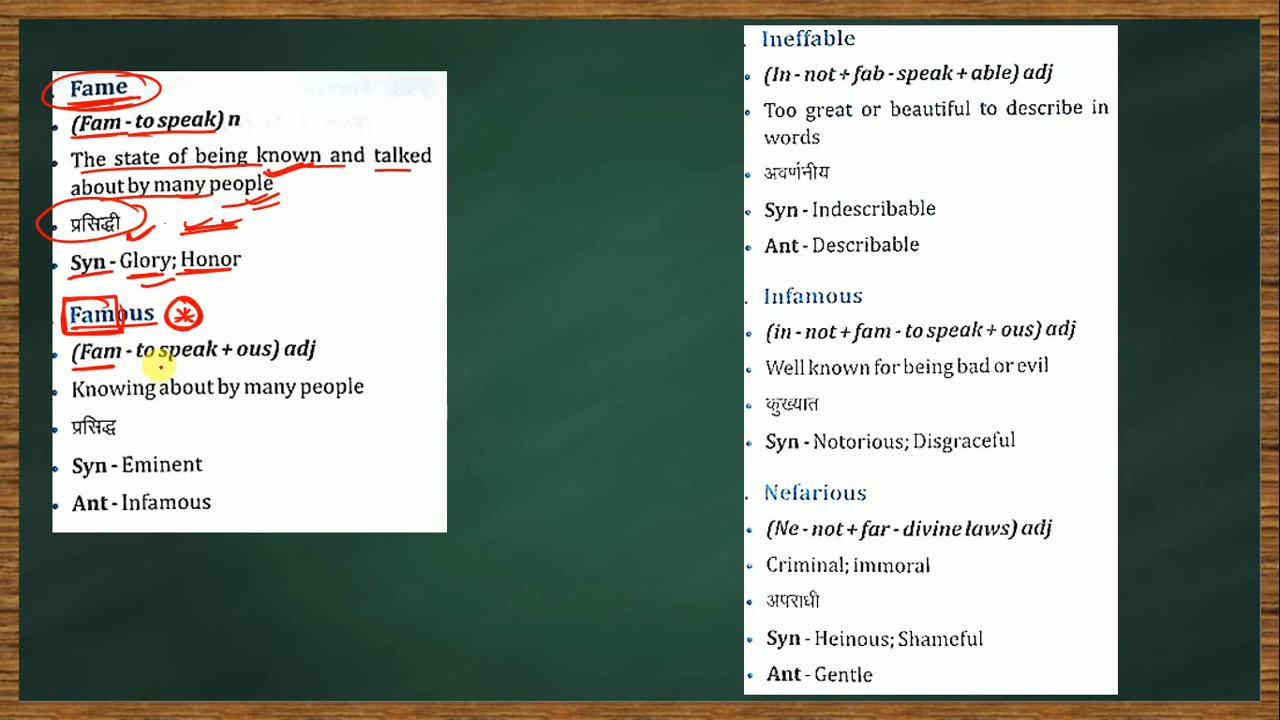 Fame
(Fam - to speak) n
The state of being known and talked
about by many people
प्रसिद्धी
Syn - Glory; Honor
Famous
(Fam - to speak + ous) adj
Knowing about by many people
प्रसिद्ध
Syn - Eminent
Ant - Infamous
Ineffable
(In - not + fab - speak + able) adj
Too great or beautiful to describe in
words
अवर्णनीय
Syn - Indescribable
Ant - Describable
Infamous
(in - not + fam - to speak + ous) adj
Well known for being bad or evil
कुख्यात
Syn - Notorious; Disgraceful
Nefarious
(Ne - not + far - divine laws) adj
Criminal; immoral
अपराधी
Syn - Heinous; Shameful
Ant - Gentle